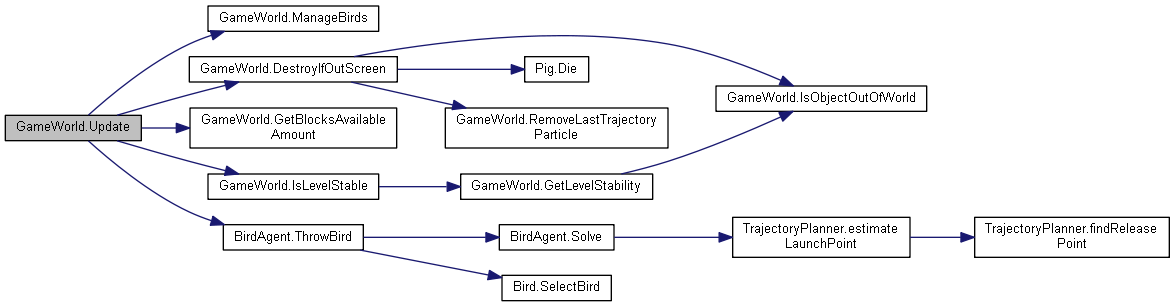 GameWorld.Update
GameWorld.ManageBirds
GameWorld.DestroyIfOutScreen
GameWorld.GetBlocksAvailable
Amount
GameWorld.IsLevelStable
BirdAgent.ThrowBird
Pig.Die
GameWorld.RemoveLastTrajectory
Particle
GameWorld.GetLevelStability
BirdAgent.Solve
Bird.SelectBird
GameWorld.IsObjectOutOfWorld
TrajectoryPlanner.estimate
LaunchPoint
TrajectoryPlanner.findRelease
Point